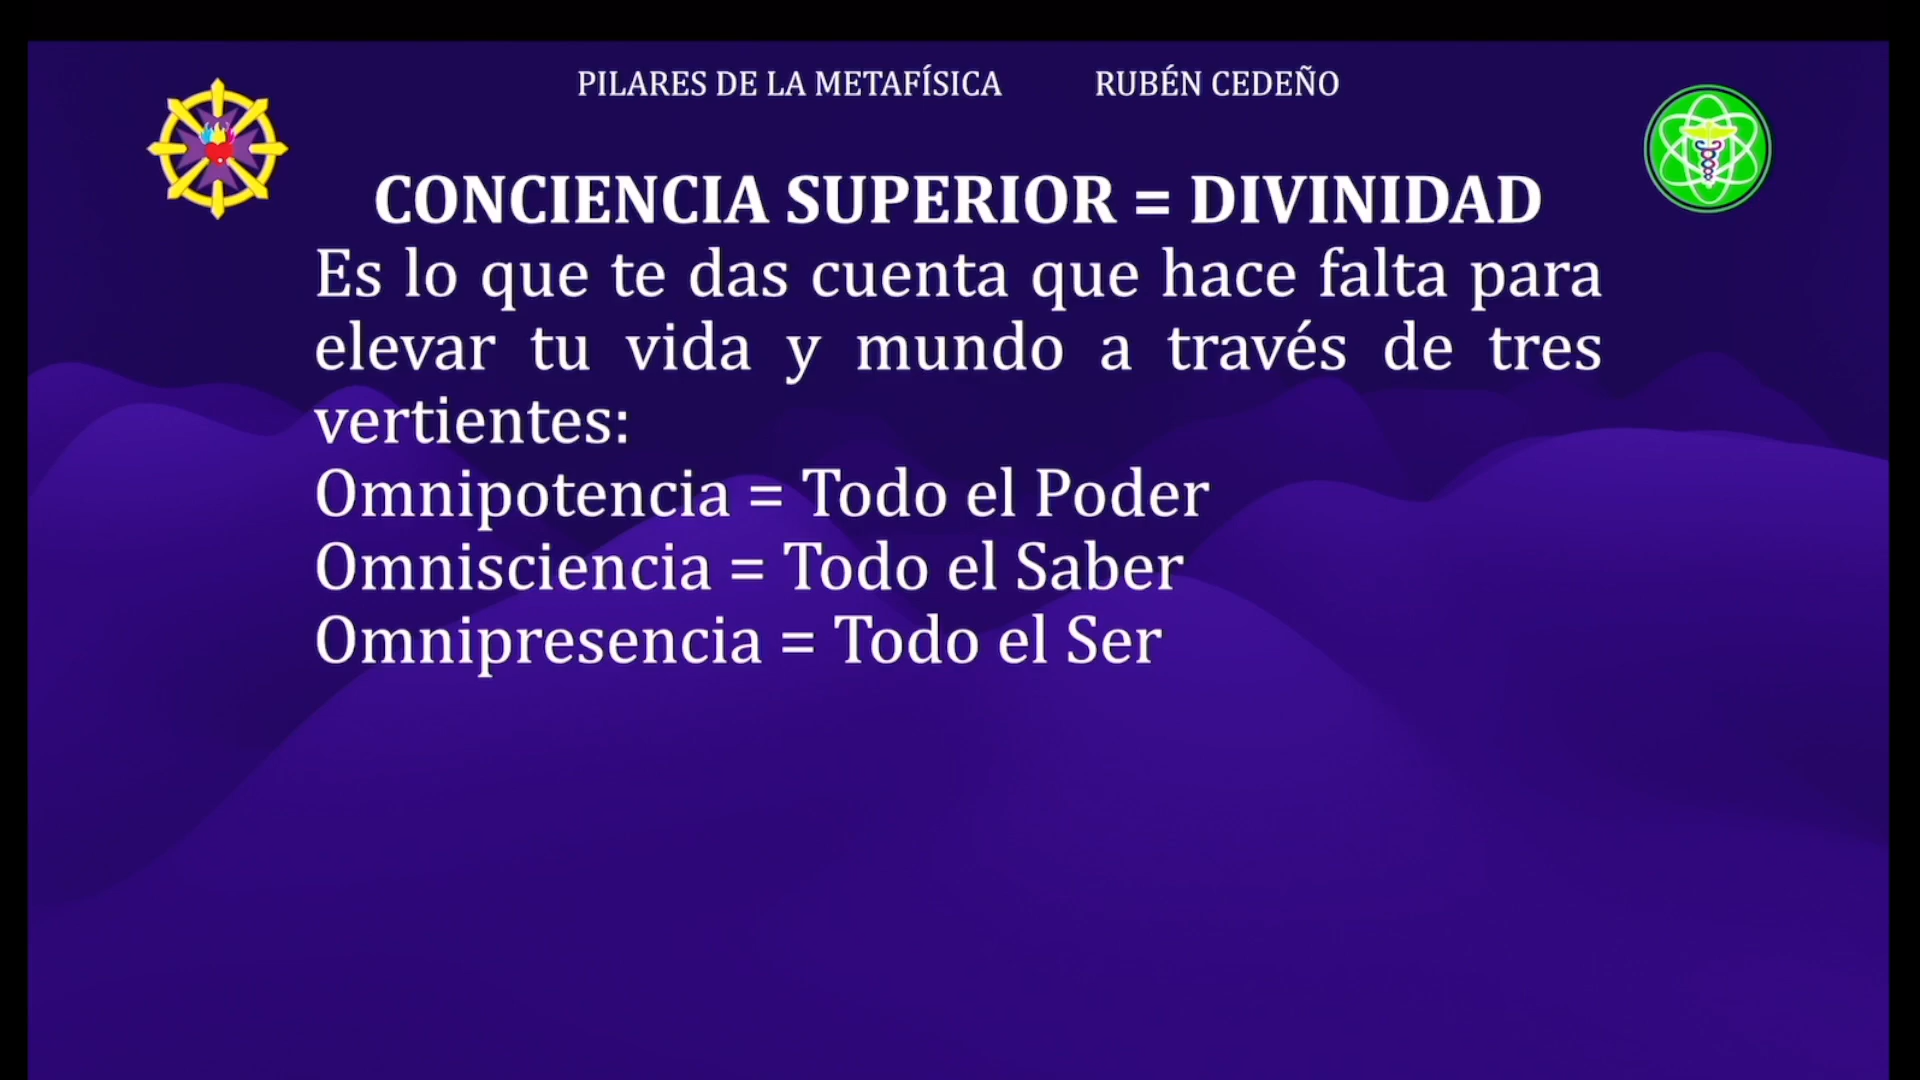 PILARES DE LA METAFÍSICA RUBÉN CEDEÑO
CONCIENCIA SUPERIOR = DIVINIDAD
Es lo que te das cuenta que hace falta para
elevar tu vida y mundo a través de tres
vertientes:
Omnipotencia = Todo el Poder
Omnisciencia = Todo el Saber
Omnipresencia = Todo el Ser